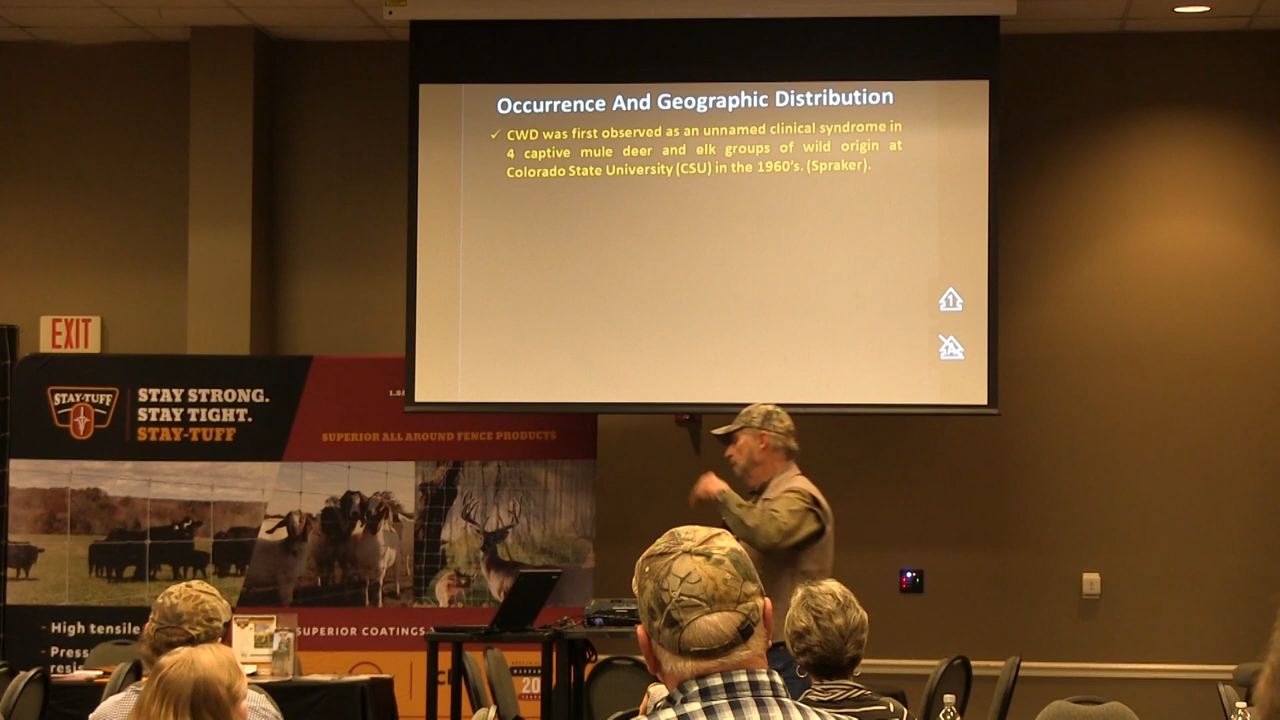 Occurrence And Geographic Distribution
✓ CWD was first observed as an unnamed clinical syndrome in
4 captive mule deer and elk groups of wild origin at
Colorado State University (CSU) in the 1960's. (Spraker).
1
EXIT
STAY-TUFF
STAY STRONG.
STAY TIGHT.
STAY-TUFF
SUPERIOR ALL AROUND FENCE PRODUCTS
- High tensile
SUPERIOR COATINGS
20